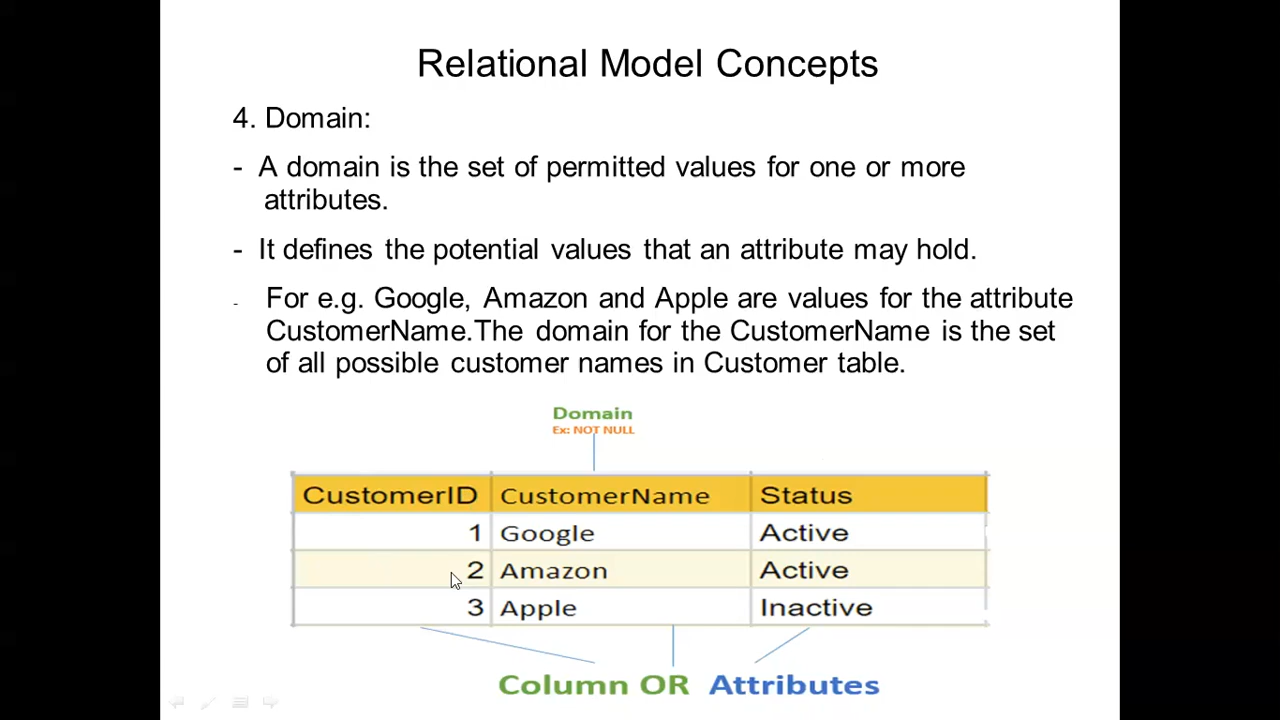 Relational Model Concepts
4. Domain:
- A domain is the set of permitted values for one or more
attributes.
- It defines the potential values that an attribute may hold.
- For e.g. Google, Amazon and Apple are values for the attribute
CustomerName.The domain for the CustomerName is the set
of all possible customer names in Customer table.
Domain
Ex: NOT NULL
CustomerID CustomerName Status
1 Google Active
2 Amazon Active
3 Apple Inactive
Column OR Attributes